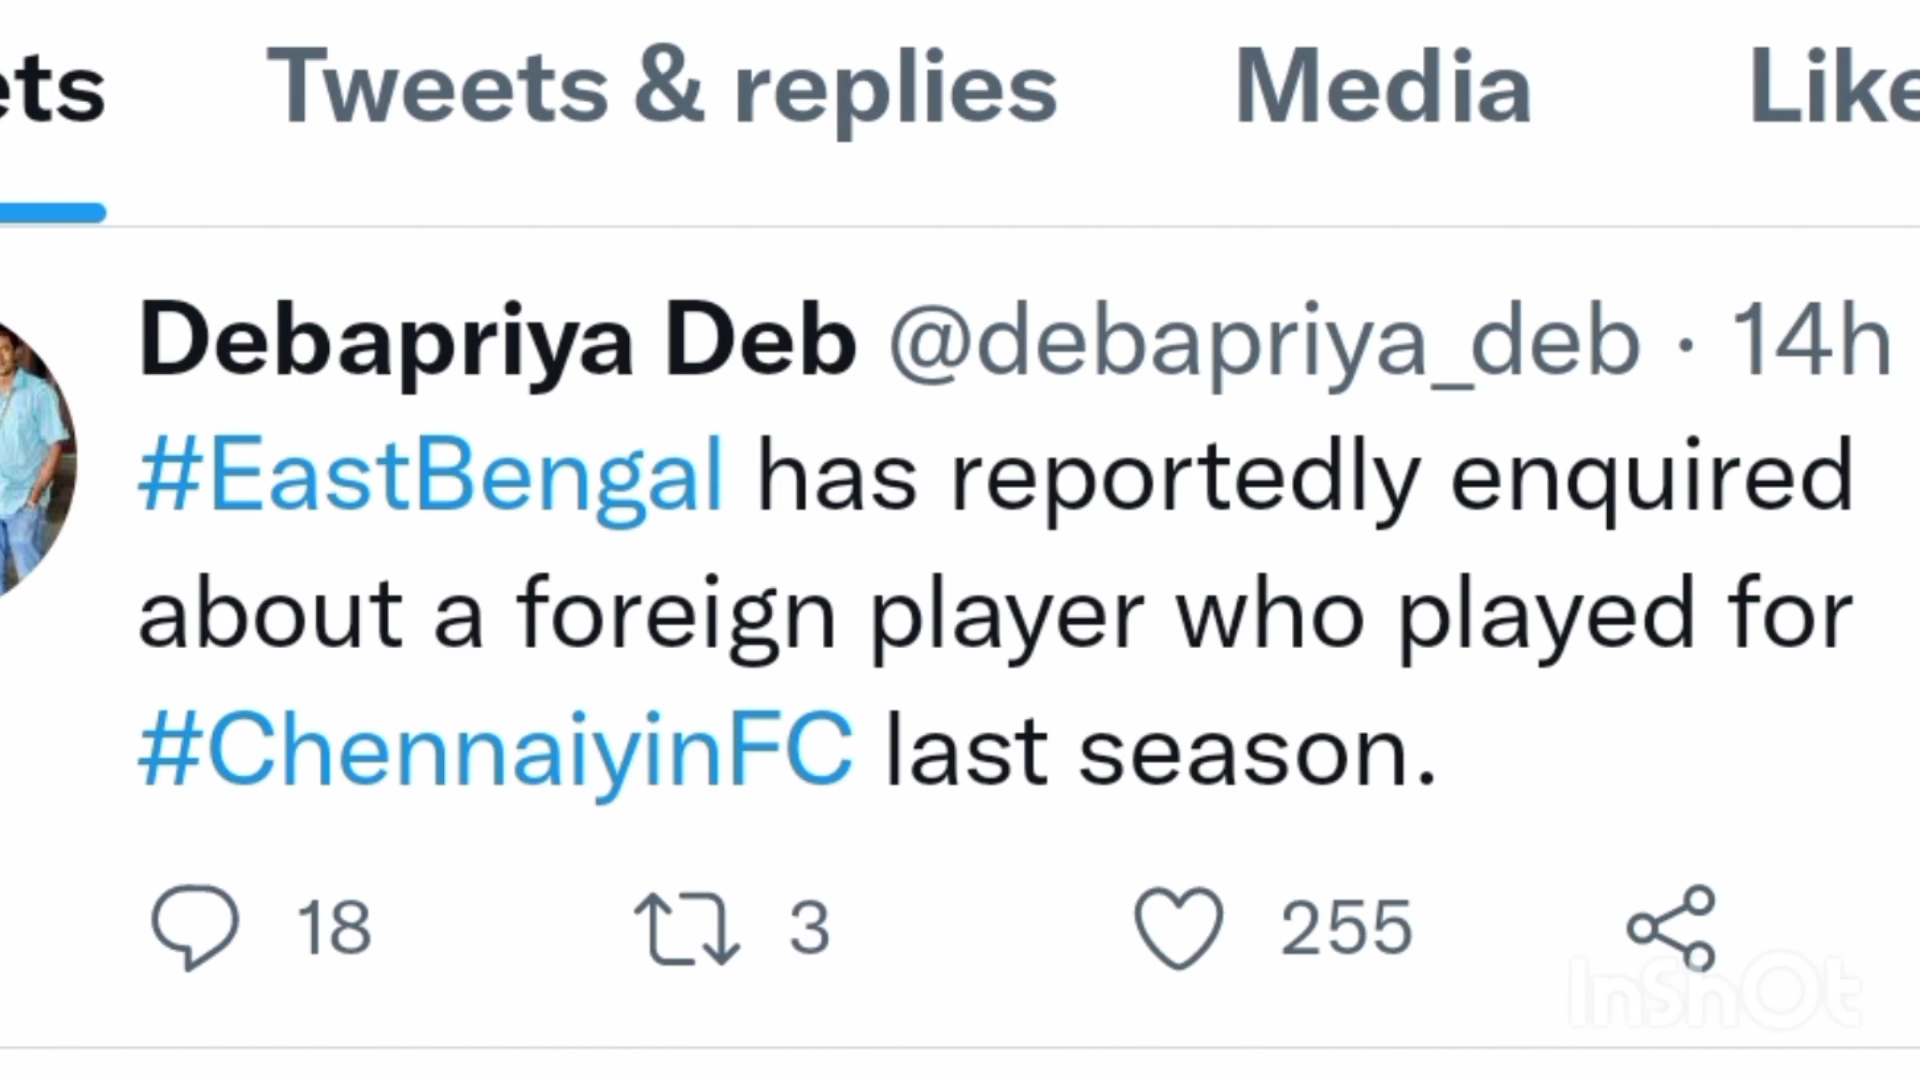 ets Tweets & replies Media Like
Debapriya Deb @debapriya_deb · 14h
#EastBengal has reportedly enquired
about a foreign player who played for
#ChennaiyinFC last season.
18 3 255
InShOt